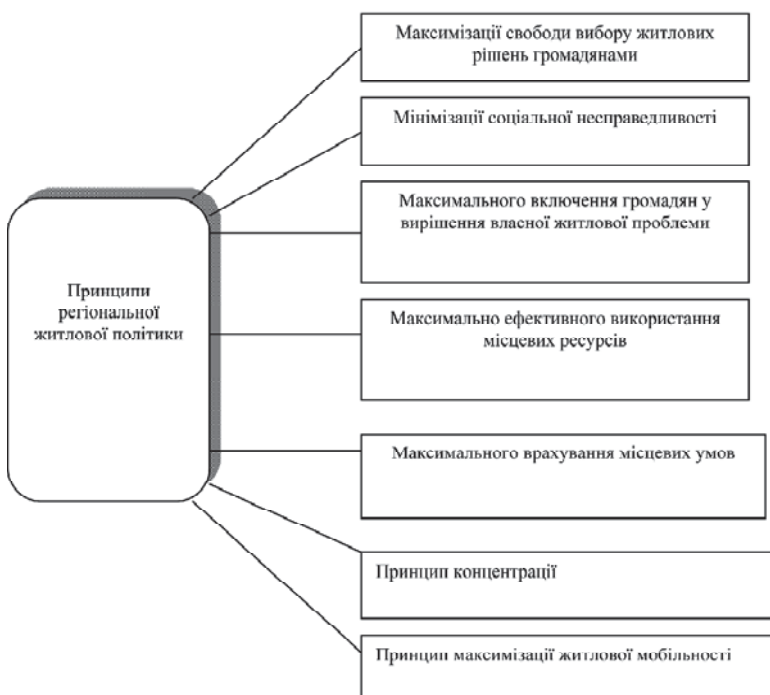 Максимізації свободи вибору житлових
рішень громадянами
Мінімізації соціальної несправедливості
Максимального включення громадян у
вирішення власної житлової проблеми
Принципи
регіональної
житлової політики
Максимально ефективного використання
місцевих ресурсів
Максимального врахування місцевих умов
Принцип концентрації
Принцип максимізації житлової мобільності